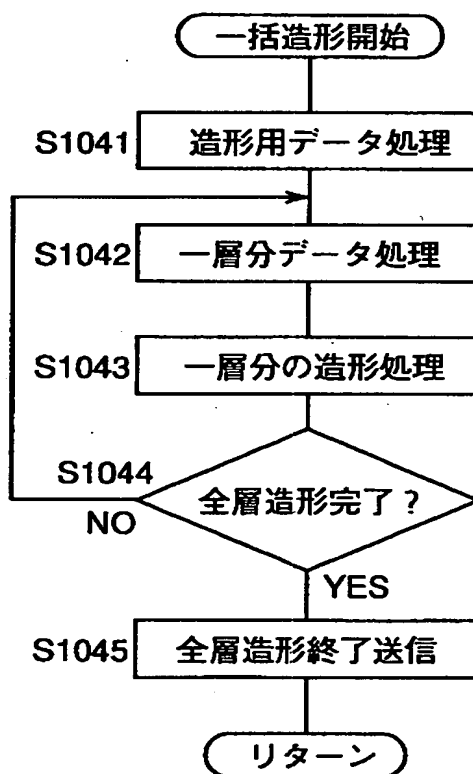 一括造形開始
S1041
造形用データ処理
S1042
一層分データ処理
S1043
一層分の造形処理
S1044
全層造形完了？
NO
YES
S1045
全層造形終了送信
リターン